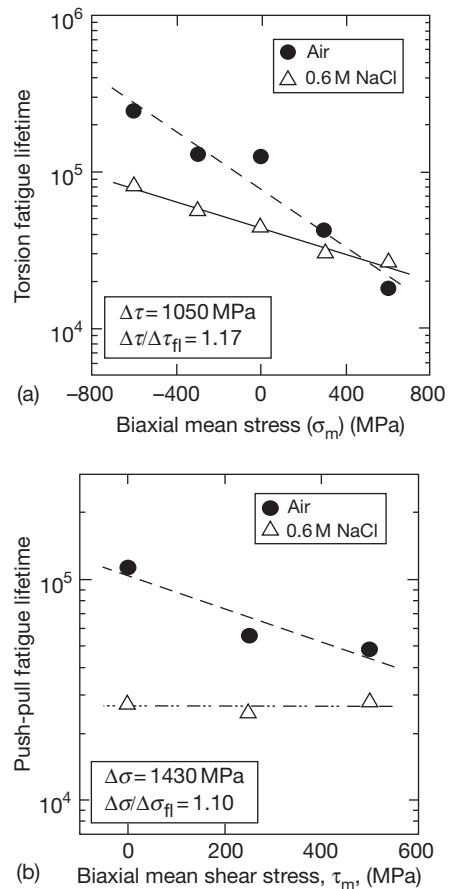 10⁶
Air
0.6 M NaCl
Torsion fatigue lifetime
10⁵
10⁴
Δτ = 1050 MPa
Δτ/Δτfl = 1.17
(a)
−800 −400 0 400 800
Biaxial mean stress (σm) (MPa)
Air
0.6 M NaCl
Push-pull fatigue lifetime
10⁵
10⁴
Δσ = 1430 MPa
Δσ/Δσfl = 1.10
0 200 400 600
(b)
Biaxial mean shear stress, τm, (MPa)